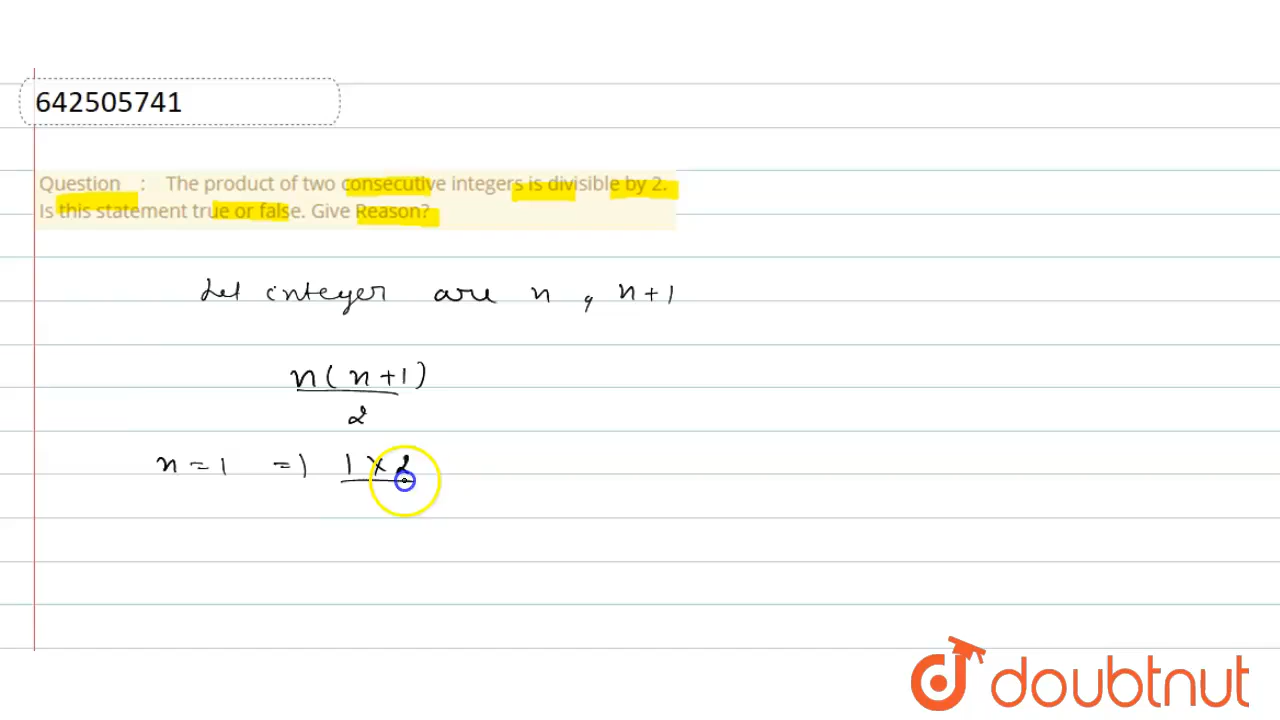 642505741
Question : The product of two consecutive integers is divisible by 2.
Is this statement true or false. Give Reason?
Let integer are n , n+1
n(n+1)
2
n=1 =) 1×2
doubtnut